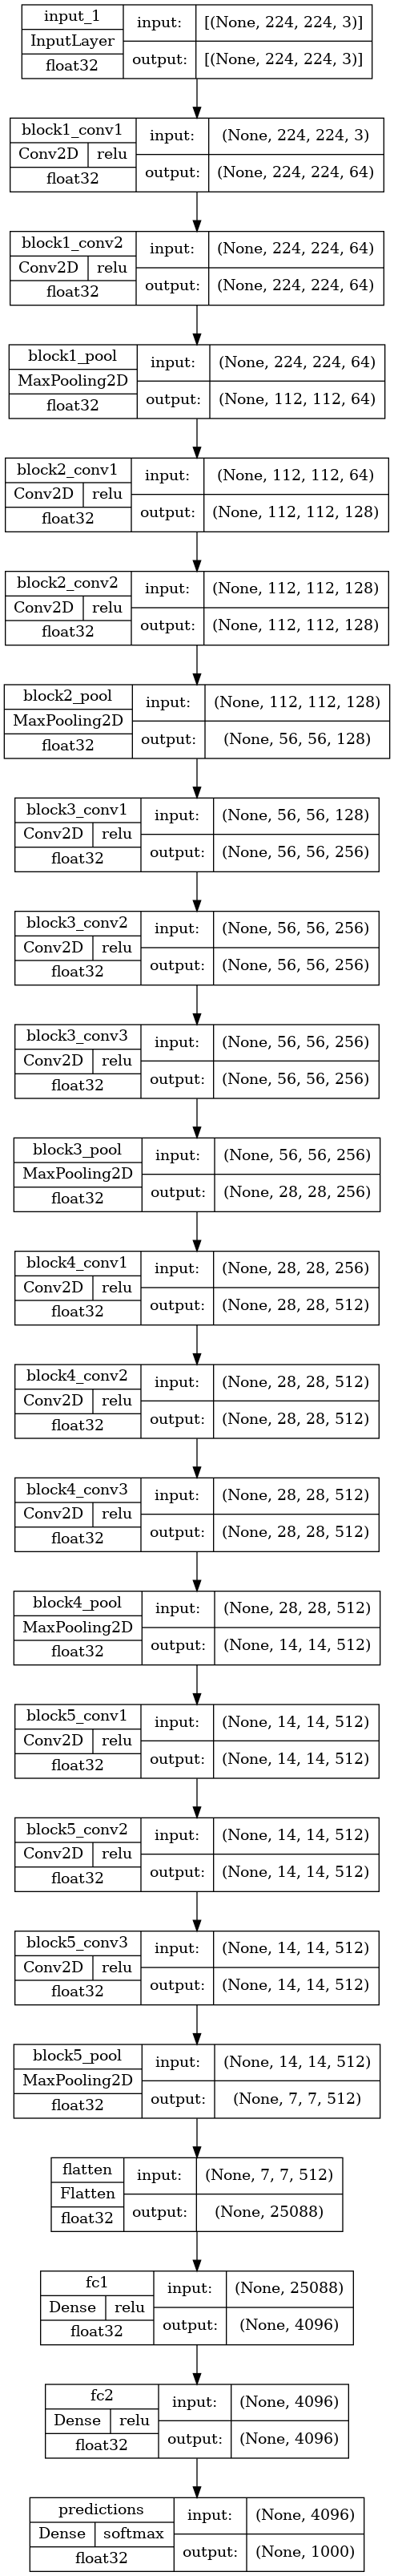 input_1 input: [(None, 224, 224, 3)]
InputLayer
float32 output: [(None, 224, 224, 3)]
block1_conv1 input: (None, 224, 224, 3)
Conv2D relu
float32 output: (None, 224, 224, 64)
block1_conv2 input: (None, 224, 224, 64)
Conv2D relu
float32 output: (None, 224, 224, 64)
block1_pool input: (None, 224, 224, 64)
MaxPooling2D
float32 output: (None, 112, 112, 64)
block2_conv1 input: (None, 112, 112, 64)
Conv2D relu
float32 output: (None, 112, 112, 128)
block2_conv2 input: (None, 112, 112, 128)
Conv2D relu
float32 output: (None, 112, 112, 128)
block2_pool input: (None, 112, 112, 128)
MaxPooling2D
float32 output: (None, 56, 56, 128)
block3_conv1 input: (None, 56, 56, 128)
Conv2D relu
float32 output: (None, 56, 56, 256)
block3_conv2 input: (None, 56, 56, 256)
Conv2D relu
float32 output: (None, 56, 56, 256)
block3_conv3 input: (None, 56, 56, 256)
Conv2D relu
float32 output: (None, 56, 56, 256)
block3_pool input: (None, 56, 56, 256)
MaxPooling2D
float32 output: (None, 28, 28, 256)
block4_conv1 input: (None, 28, 28, 256)
Conv2D relu
float32 output: (None, 28, 28, 512)
block4_conv2 input: (None, 28, 28, 512)
Conv2D relu
float32 output: (None, 28, 28, 512)
block4_conv3 input: (None, 28, 28, 512)
Conv2D relu
float32 output: (None, 28, 28, 512)
block4_pool input: (None, 28, 28, 512)
MaxPooling2D
float32 output: (None, 14, 14, 512)
block5_conv1 input: (None, 14, 14, 512)
Conv2D relu
float32 output: (None, 14, 14, 512)
block5_conv2 input: (None, 14, 14, 512)
Conv2D relu
float32 output: (None, 14, 14, 512)
block5_conv3 input: (None, 14, 14, 512)
Conv2D relu
float32 output: (None, 14, 14, 512)
block5_pool input: (None, 14, 14, 512)
MaxPooling2D
float32 output: (None, 7, 7, 512)
flatten input: (None, 7, 7, 512)
Flatten
float32 output: (None, 25088)
fc1 input: (None, 25088)
Dense relu
float32 output: (None, 4096)
fc2 input: (None, 4096)
Dense relu
float32 output: (None, 4096)
predictions input: (None, 4096)
Dense softmax
float32 output: (None, 1000)